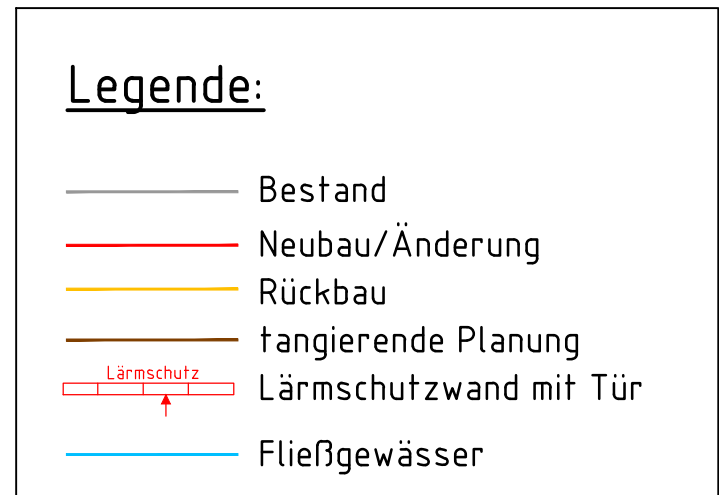 Legende:
Bestand
Neubau/Änderung
Rückbau
tangierende Planung
Lärmschutz
Lärmschutzwand mit Tür
Fließgewässer